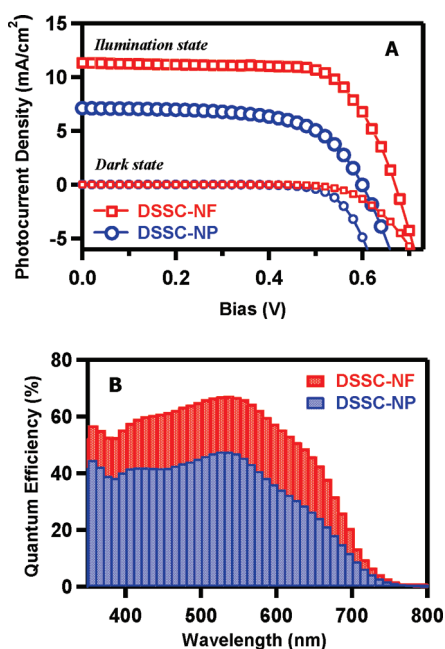 15
10
5
0
-5
Photocurrent Density (mA/cm²)
Ilumination state
A
Dark state
DSSC-NF
DSSC-NP
0.0 0.2 0.4 0.6
Bias (V)
80
60
40
20
0
Quantum Efficiency (%)
B
DSSC-NF
DSSC-NP
400 500 600 700 800
Wavelength (nm)